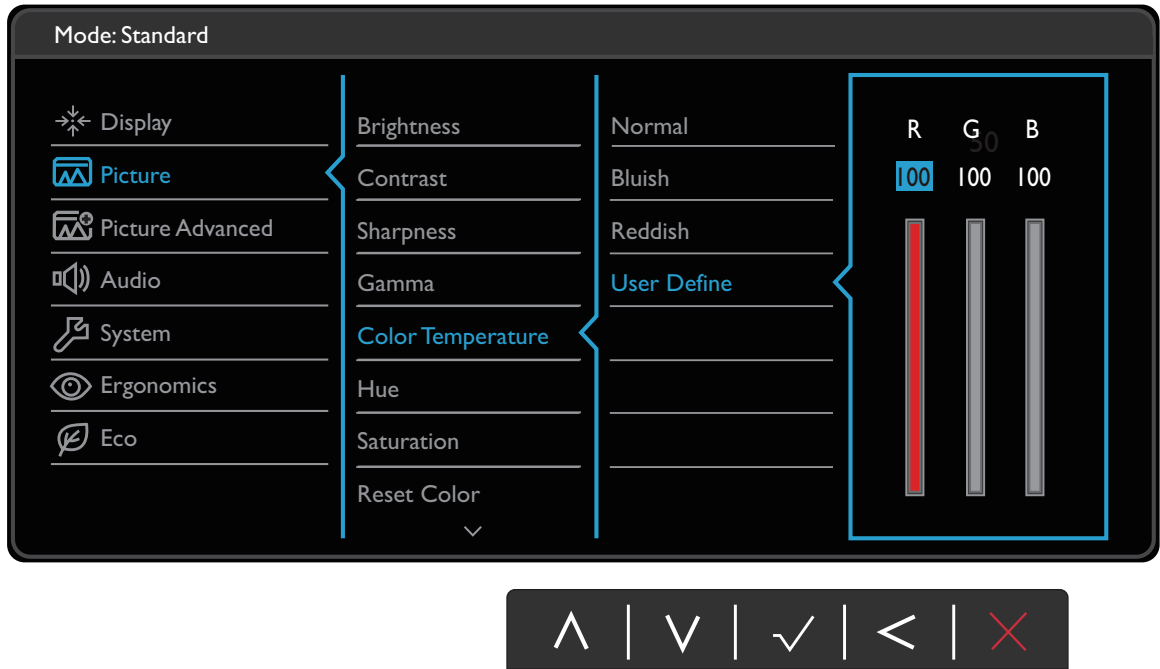 Mode: Standard
Display
Picture
Picture Advanced
Audio
System
Ergonomics
Eco
Brightness
Contrast
Sharpness
Gamma
Color Temperature
Hue
Saturation
Reset Color
Normal
Bluish
Reddish
User Define
R G B
50
100 100 100